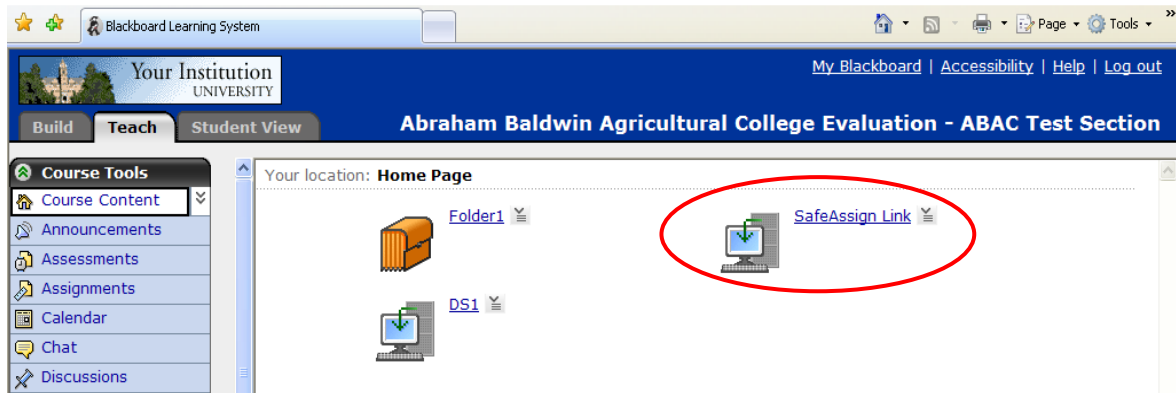 Blackboard Learning System
Page
Tools
»
Your Institution
UNIVERSITY
My Blackboard | Accessibility | Help | Log out
Build Teach Student View
Abraham Baldwin Agricultural College Evaluation - ABAC Test Section
Course Tools
Your location: Home Page
Course Content
Folder1
SafeAssign Link
Announcements
Assessments
Assignments
DS1
Calendar
Chat
Discussions